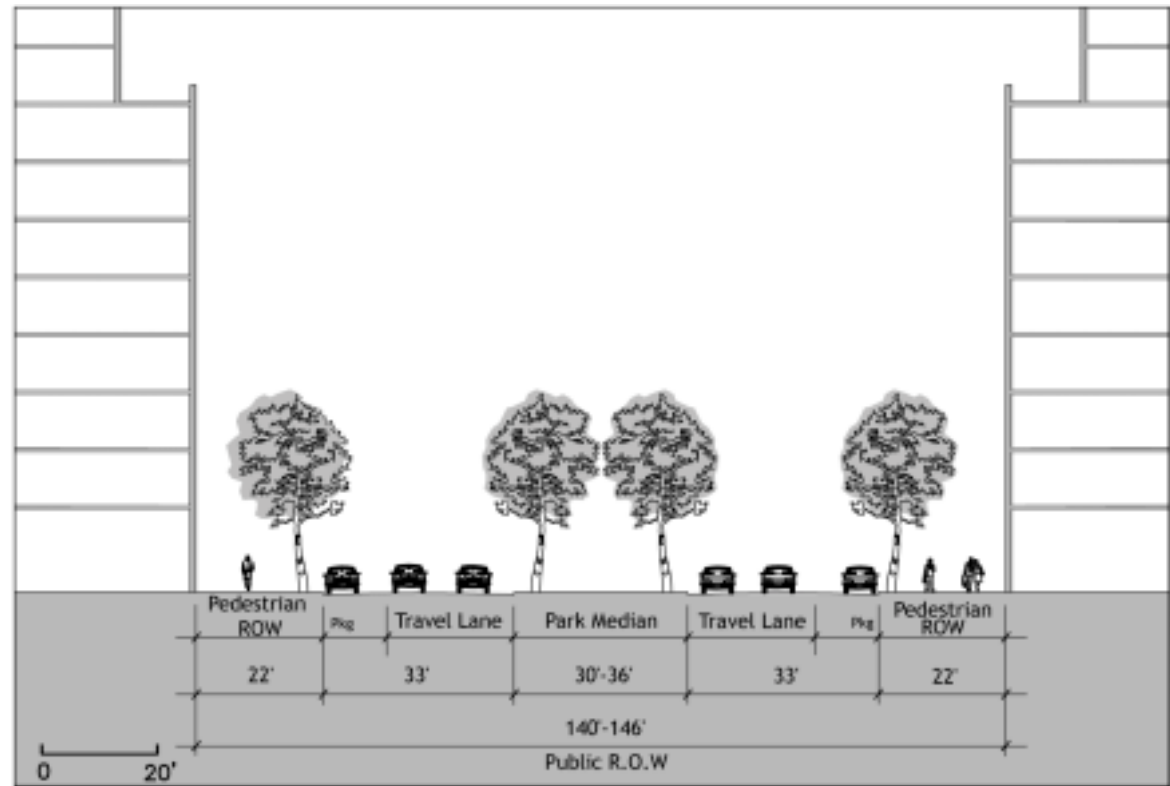 Pedestrian
ROW
Pkg
Travel Lane
Park Median
Travel Lane
Pkg
Pedestrian
ROW
22'
33'
30'-36'
33'
22'
140'-146'
Public R.O.W
0
20'